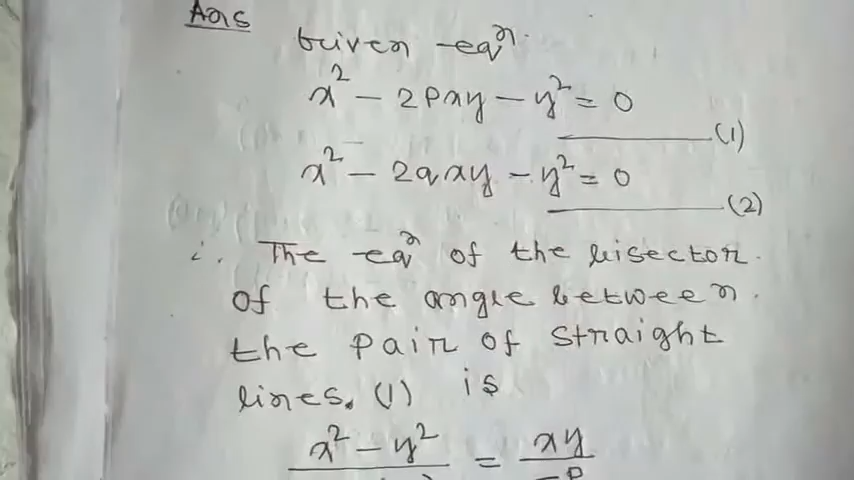 Ans
Given eqⁿ.
x² - 2pxy - y² = 0
(1)
x² - 2qxy - y² = 0
(2)
∴ The eqⁿ of the bisector
of the angle between
the pair of straight
lines. (1) is
x² - y² = xy
-P